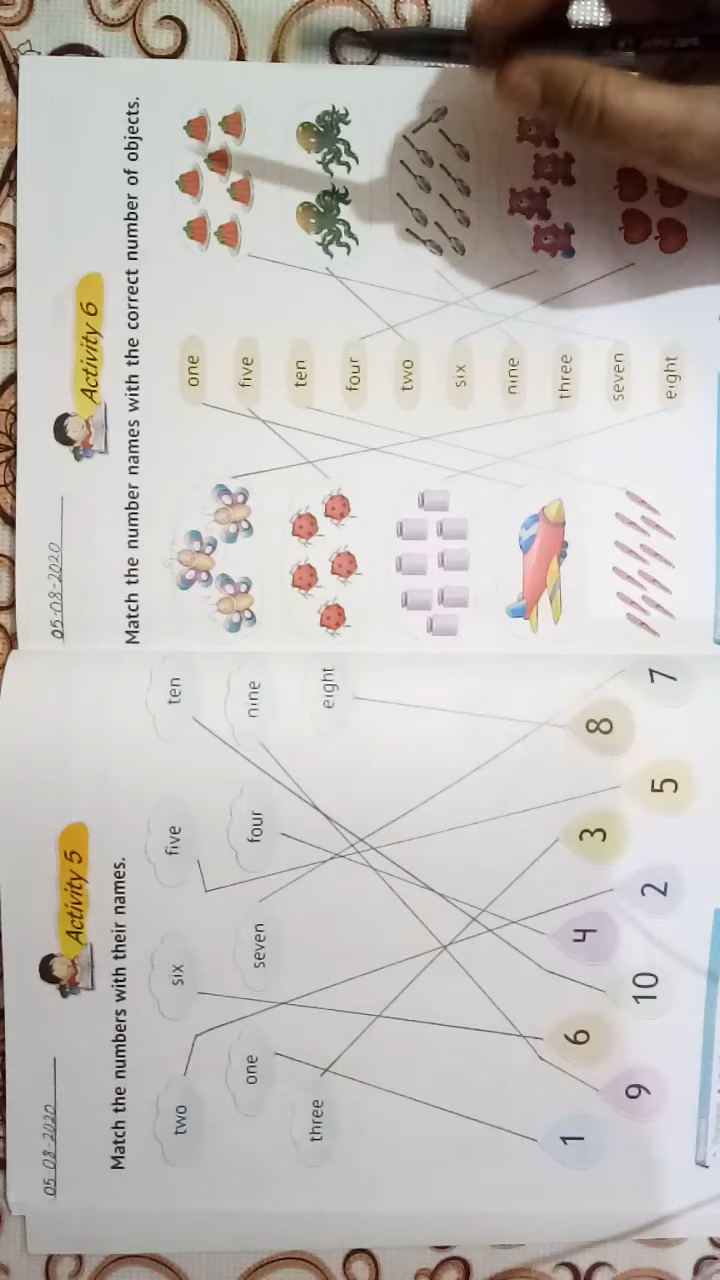 05-08-2020
Activity 5
Match the numbers with their names.
two
six
five
ten
one
seven
four
nine
three
eight
1
6
4
3
8
9
10
2
5
7
05-08-2020
Activity 6
Match the number names with the correct number of objects.
one
five
ten
four
two
six
nine
three
seven
eight